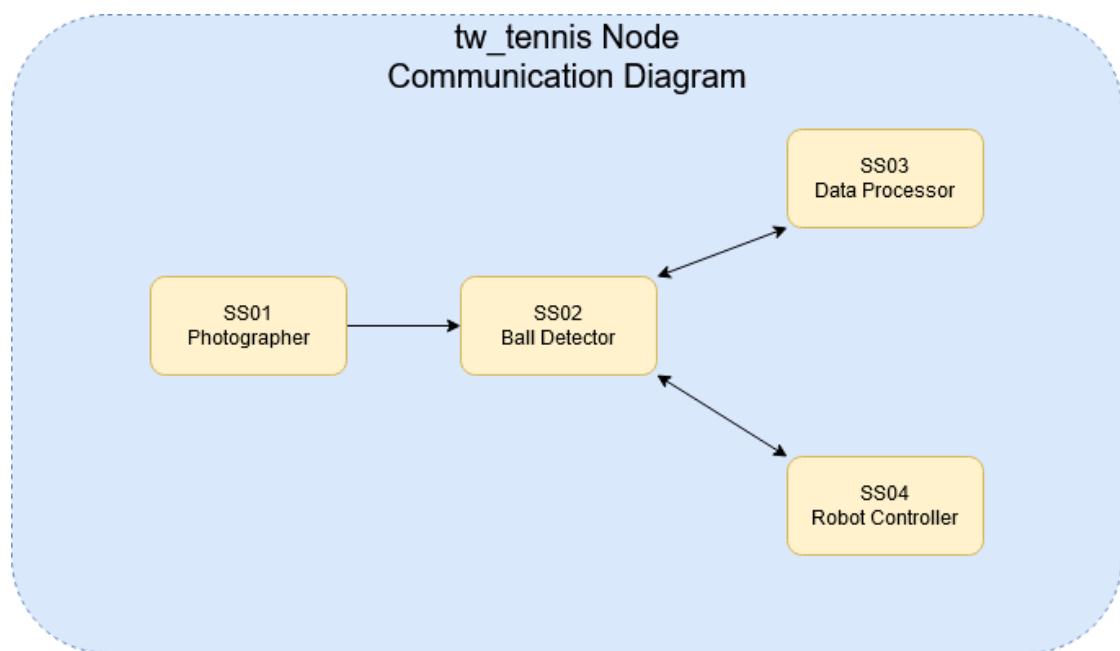 tw_tennis Node
Communication Diagram
SS03
Data Processor
SS01
Photographer
SS02
Ball Detector
SS04
Robot Controller